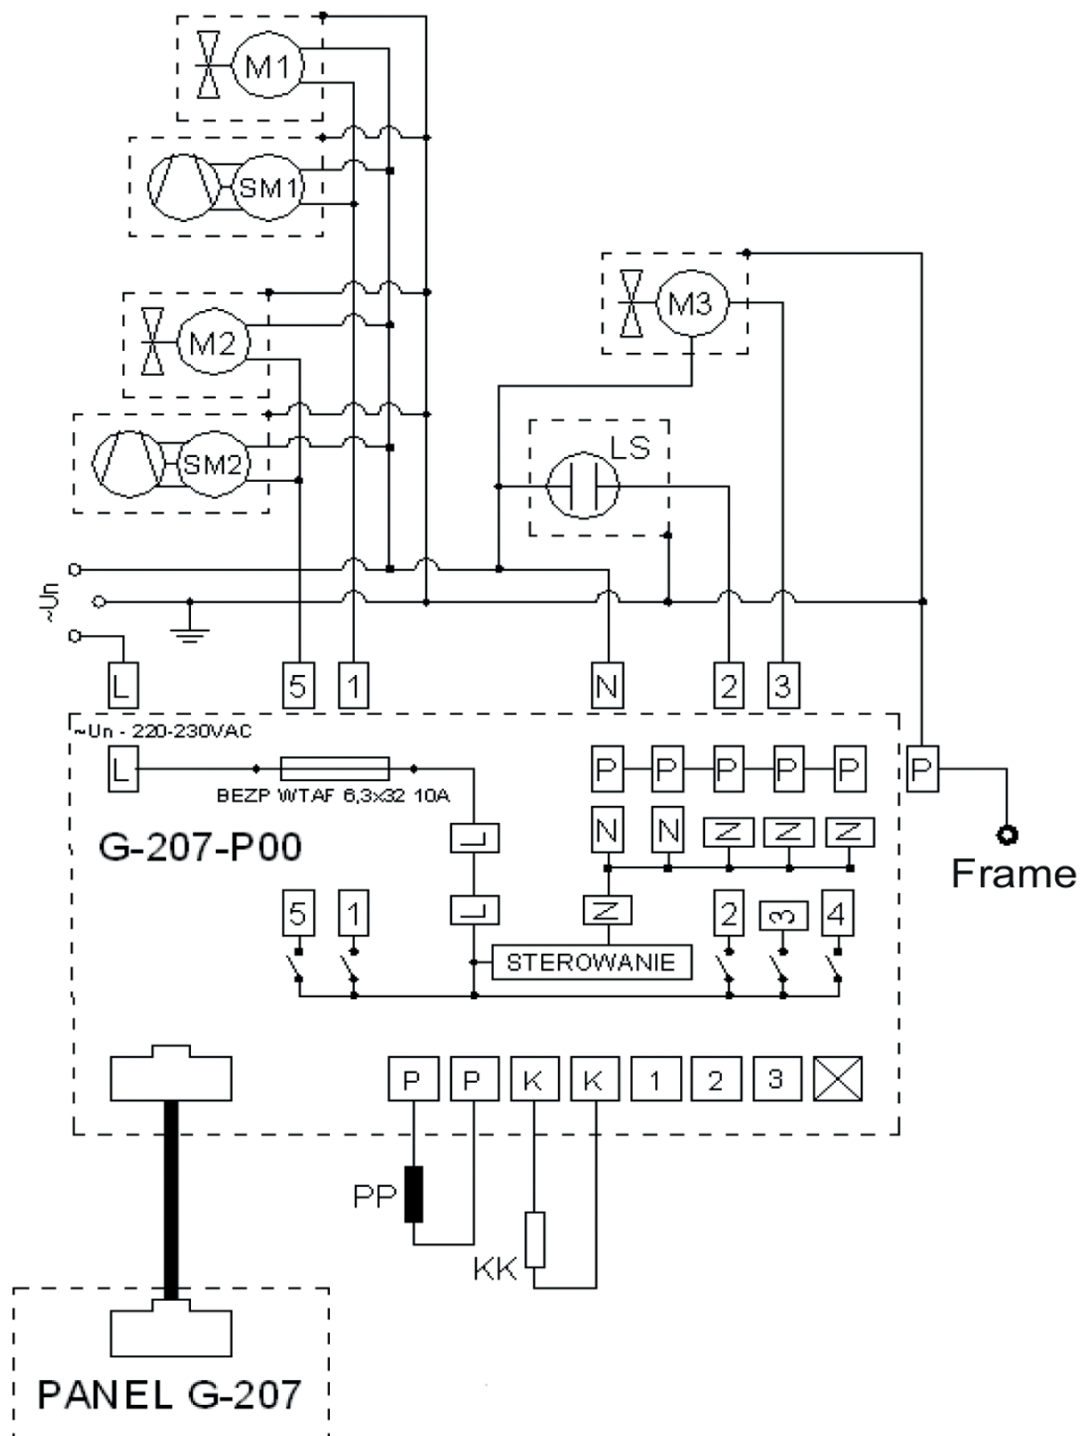 M1
SM1
M2
M3
SM2
LS
~Un
L
5
1
N
2
3
~Un - 220-230VAC
L
P
P
P
P
P
P
BEZP WTAF 6,3x32 10A
G-207-P00
L
N
N
N
N
N
Frame
5
1
L
N
2
3
4
STEROWANIE
P
P
K
K
1
2
3
PP
KK
PANEL G-207